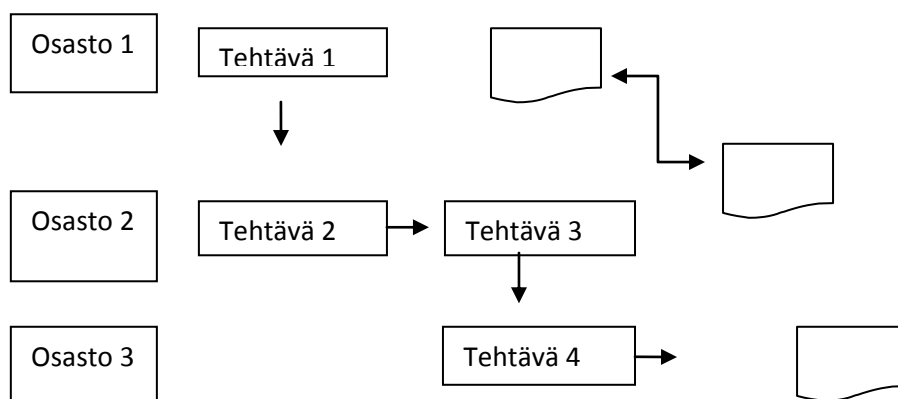 Osasto 1
Tehtävä 1
Osasto 2
Tehtävä 2
Tehtävä 3
Osasto 3
Tehtävä 4